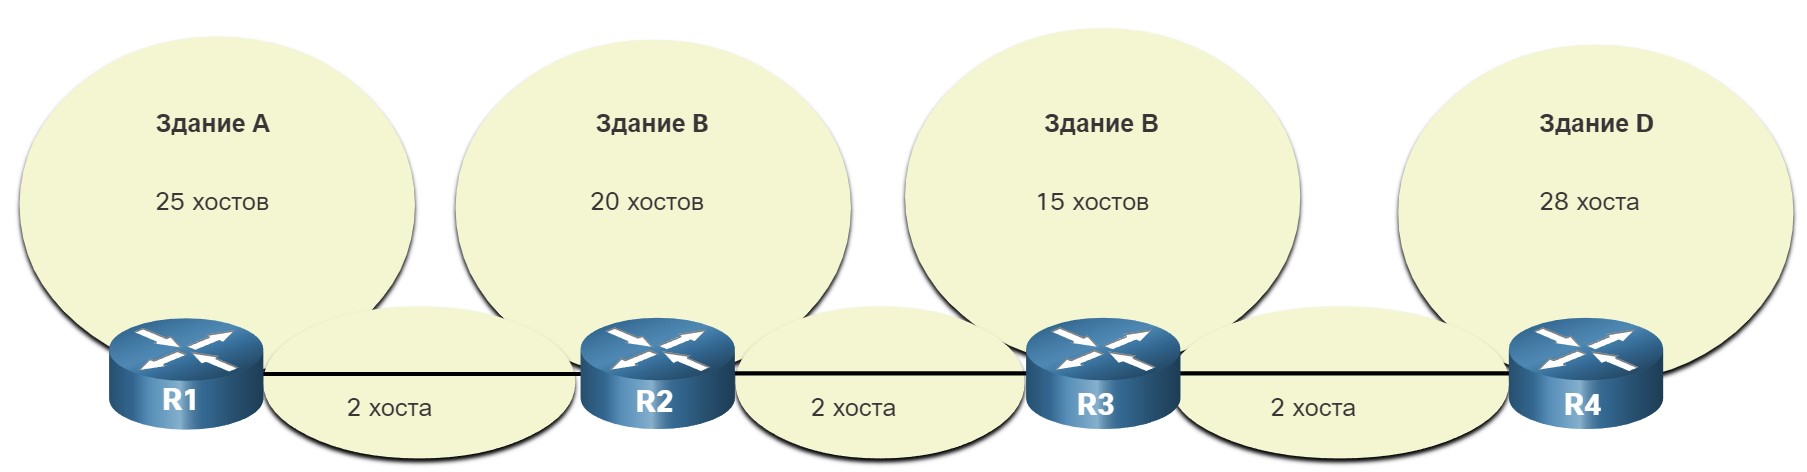 Здание A
Здание B
Здание В
Здание D
25 хостов
20 хостов
15 хостов
28 хоста
R1
R2
R3
R4
2 хоста
2 хоста
2 хоста